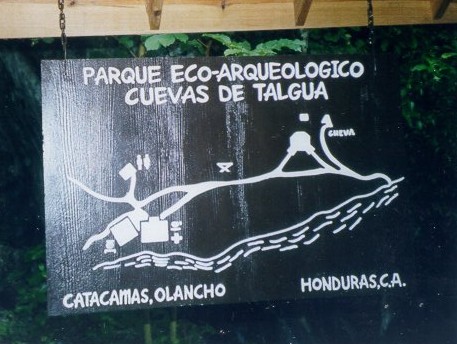 PARQUE ECO-ARQUEOLOGICO
CUEVAS DE TALGUA
CUEVA
CATACAMAS, OLANCHO
HONDURAS, C.A.